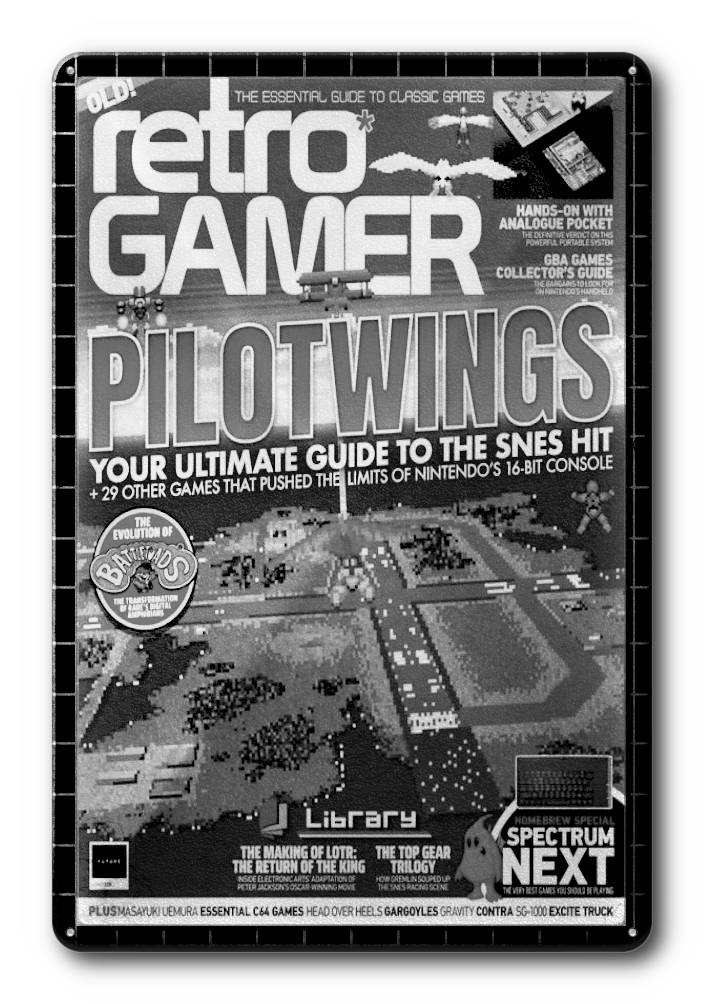 OLD!
THE ESSENTIAL GUIDE TO CLASSIC GAMES
retro
GAMER
HANDS-ON WITH
ANALOGUE POCKET
THE DEFINITIVE VERDICT ON THIS
POWERFUL PORTABLE SYSTEM
GBA GAMES
COLLECTOR'S GUIDE
THE BARGAINS TO LOOK FOR
ON NINTENDO'S HANDHELD
PILOTWINGS
YOUR ULTIMATE GUIDE TO THE SNES HIT
+ 29 OTHER GAMES THAT PUSHED THE LIMITS OF NINTENDO'S 16-BIT CONSOLE
THE
EVOLUTION OF
BATTLETOADS
THE TRANSFORMATION
OF RARE'S DIGITAL
AMPHIBIANS
Library
THE MAKING OF LOTR:
THE RETURN OF THE KING
INSIDE ELECTRONIC ARTS' ADAPTATION OF
PETER JACKSON'S OSCAR-WINNING MOVIE
THE TOP GEAR
TRILOGY
HOW GREMLIN SOUPED UP
THE SNES RACING SCENE
HOMEBREW SPECIAL
SPECTRUM
NEXT
THE VERY BEST GAMES YOU SHOULD BE PLAYING
FUTURE
PLUS MASAYUKI UEMURA ESSENTIAL C64 GAMES HEAD OVER HEELS GARGOYLES GRAVITY CONTRA SG-1000 EXCITE TRUCK